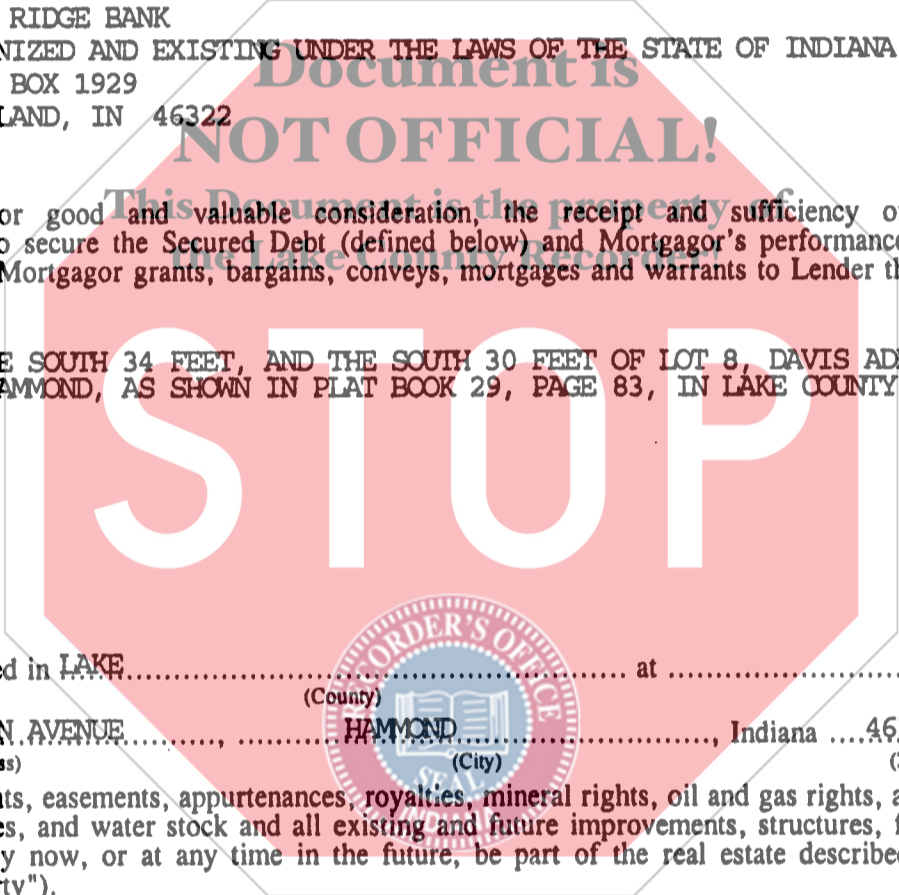 RIDGE BANK
NIZED AND EXISTING UNDER THE LAWS OF THE STATE OF INDIANA
Document is
BOX 1929
LAND, IN 46322
NOT OFFICIAL!
This Document is the property of
or good and valuable consideration, the receipt and sufficiency o
o secure the Secured Debt (defined below) and Mortgagor's performance
the Lake County Recorder!
Mortgagor grants, bargains, conveys, mortgages and warrants to Lender th
E SOUTH 34 FEET, AND THE SOUTH 30 FEET OF LOT 8, DAVIS AD
AMMOND, AS SHOWN IN PLAT BOOK 29, PAGE 83, IN LAKE COUNTY
STOP
ed in LAKE at
(County)
N AVENUE, HAMMOND, Indiana 46
ss) (City) (
RECORDER'S OFFICE
SEAL
INDIANA
ts, easements, appurtenances, royalties, mineral rights, oil and gas rights, a
es, and water stock and all existing and future improvements, structures, f
y now, or at any time in the future, be part of the real estate described
ty").